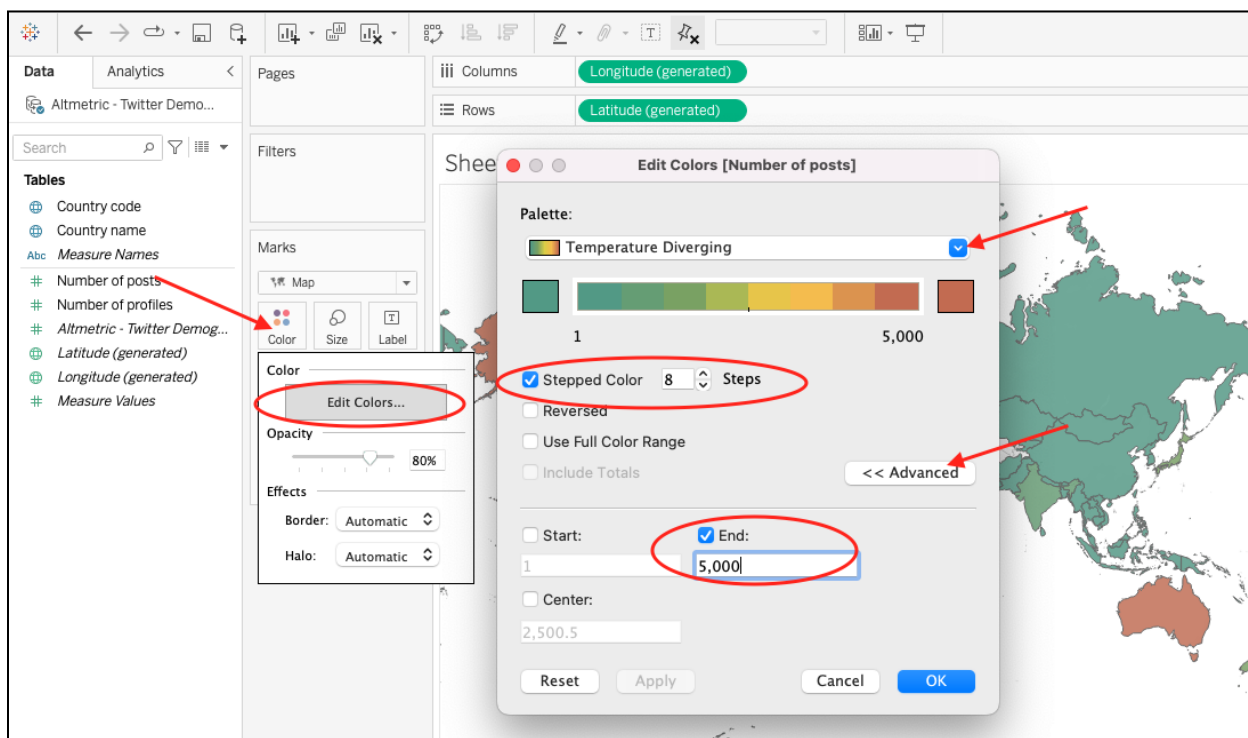 Data
Analytics
Altmetric - Twitter Demo...
Search
Tables
Country code
Country name
Abc Measure Names
Number of posts
Number of profiles
Altmetric - Twitter Demog...
Latitude (generated)
Longitude (generated)
Measure Values
Pages
Filters
Marks
Map
Color
Size
T
Label
Color
Edit Colors...
Opacity
80%
Effects
Border: Automatic
Halo: Automatic
T
Columns
Longitude (generated)
Rows
Latitude (generated)
Shee
Edit Colors [Number of posts]
Palette:
Temperature Diverging
1
5,000
Stepped Color 8 Steps
Reversed
Use Full Color Range
Include Totals
<< Advanced
Start:
End:
1
5,000
Center:
2,500.5
Reset
Apply
Cancel
OK